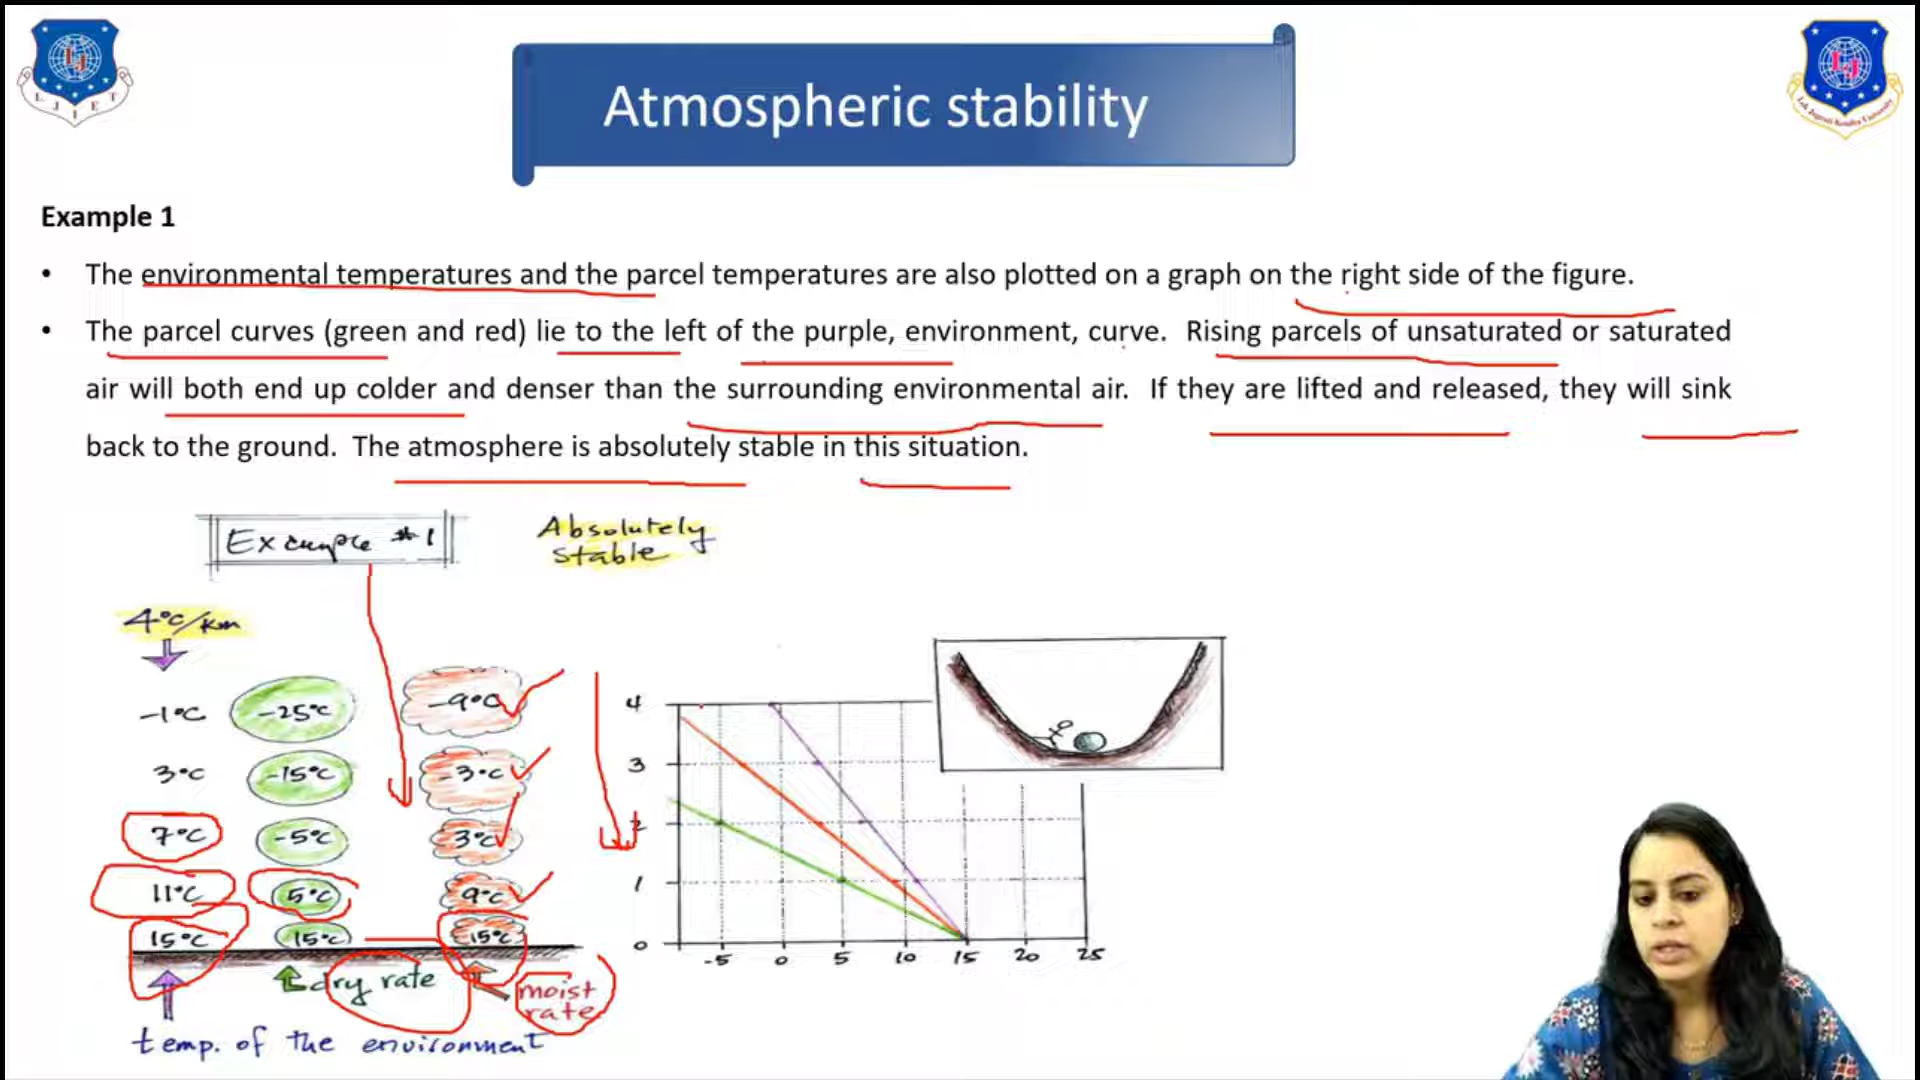 Atmospheric stability
Example 1
• The environmental temperatures and the parcel temperatures are also plotted on a graph on the right side of the figure.
• The parcel curves (green and red) lie to the left of the purple, environment, curve. Rising parcels of unsaturated or saturated
air will both end up colder and denser than the surrounding environmental air. If they are lifted and released, they will sink
back to the ground. The atmosphere is absolutely stable in this situation.
Example #1
Absolutely
stable
4°C/km
-1°C -25°C -9°C
3°C -15°C -3°C
7°C -5°C 3°C
11°C 5°C 9°C
15°C 15°C 15°C
dry rate
moist
rate
temp. of the environment
4
3
2
1
0
-5 0 5 10 15 20 25
LJIET
LJ
Lok Jagruti Kendra University